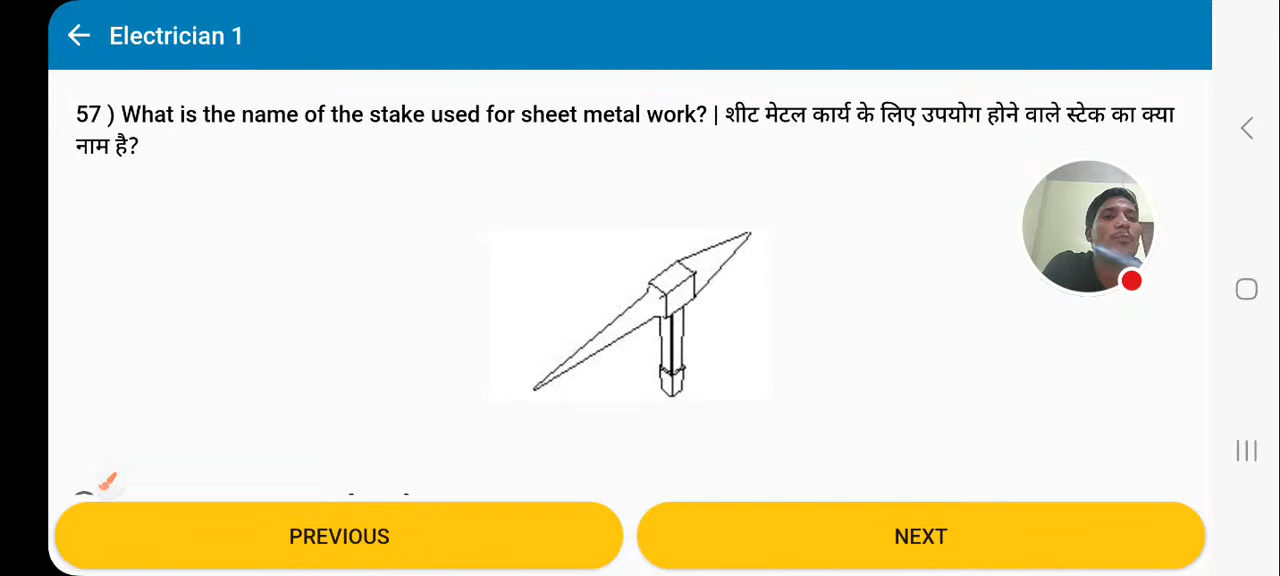 Electrician 1
57 ) What is the name of the stake used for sheet metal work? | शीट मेटल कार्य के लिए उपयोग होने वाले स्टेक का क्या
नाम है?
PREVIOUS
NEXT